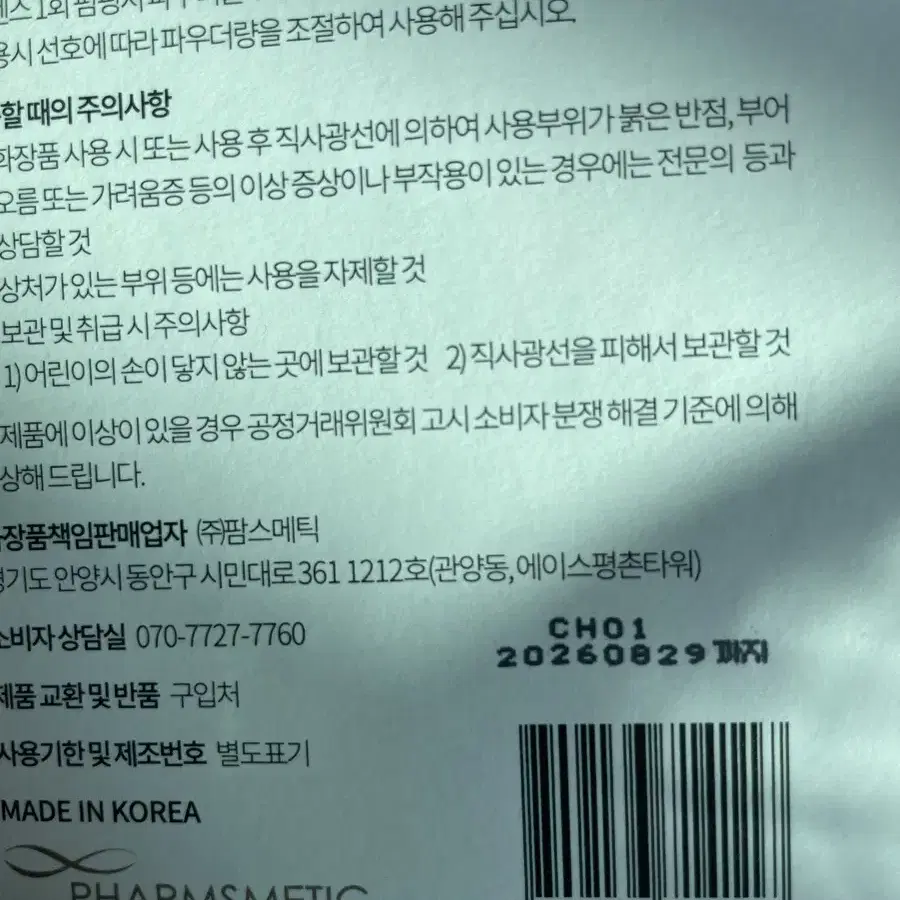 용시 선호에 따라 파우더량을 조절하여 사용해 주십시오.
할 때의 주의사항
화장품 사용 시 또는 사용 후 직사광선에 의하여 사용부위가 붉은 반점, 부어
오름 또는 가려움증 등의 이상 증상이나 부작용이 있는 경우에는 전문의 등과
상담할 것
상처가 있는 부위 등에는 사용을 자제할 것
보관 및 취급 시 주의사항
1) 어린이의 손이 닿지 않는 곳에 보관할 것 2) 직사광선을 피해서 보관할 것
제품에 이상이 있을 경우 공정거래위원회 고시 소비자 분쟁 해결 기준에 의해
상해 드립니다.
장품책임판매업자 (주)팜스메틱
경기도 안양시 동안구 시민대로 361 1212호(관양동, 에이스평촌타워)
소비자 상담실 070-7727-7760
CH01
20260829까지
제품 교환 및 반품 구입처
사용기한 및 제조번호 별도표기
MADE IN KOREA
PHARMSMETIC